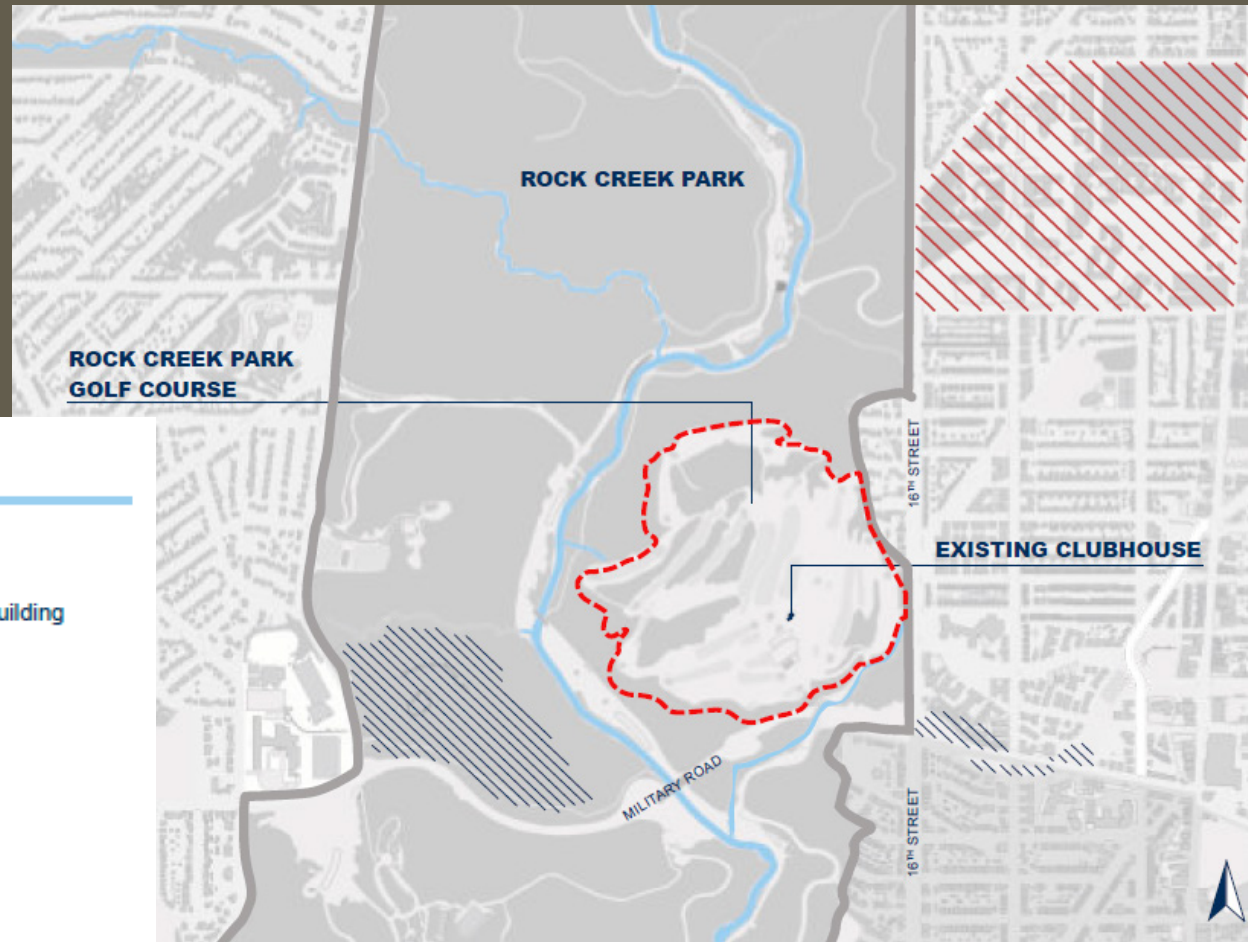 ROCK CREEK PARK
ROCK CREEK PARK
GOLF COURSE
16TH STREET
EXISTING CLUBHOUSE
uilding
MILITARY ROAD
16TH STREET